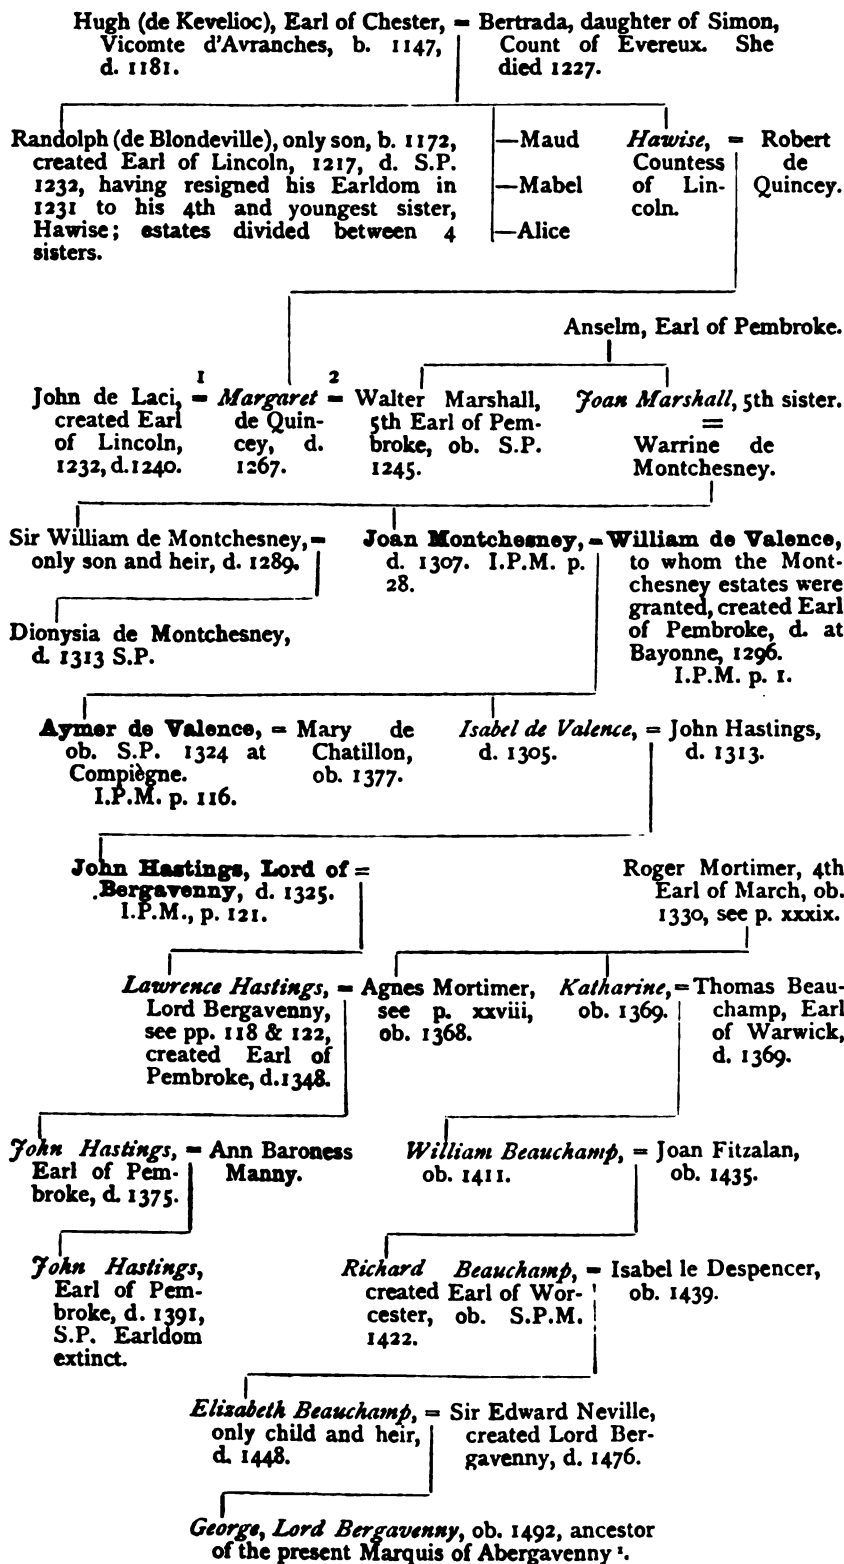 Hugh (de Kevelioc), Earl of Chester, = Bertrada, daughter of Simon,
Vicomte d'Avranches, b. 1147, Count of Evereux. She
d. 1181. died 1227.
Randolph (de Blondeville), only son, b. 1172,
created Earl of Lincoln, 1217, d. S.P.
1232, having resigned his Earldom in
1231 to his 4th and youngest sister,
Hawise; estates divided between 4
sisters.
—Maud
—Mabel
—Alice
Hawise, = Robert
Countess de
of Lin- Quincey.
coln.
Anselm, Earl of Pembroke.
1 2
John de Laci, = Margaret = Walter Marshall, Joan Marshall, 5th sister.
created Earl de Quin- 5th Earl of Pem- =
of Lincoln, cey, d. broke, ob. S.P. Warrine de
1232, d. 1240. 1267. 1245. Montchesney.
Sir William de Montchesney, =
only son and heir, d. 1289.
Joan Montchesney, = William de Valence,
d. 1307. I.P.M. p. to whom the Mont-
28. chesney estates were
granted, created Earl
of Pembroke, d. at
Bayonne, 1296.
I.P.M. p. 1.
Dionysia de Montchesney,
d. 1313 S.P.
Aymer de Valence, = Mary de
ob. S.P. 1324 at Chatillon,
Compiègne. ob. 1377.
I.P.M. p. 116.
Isabel de Valence, = John Hastings,
d. 1305. d. 1313.
John Hastings, Lord of =
Bergavenny, d. 1325.
I.P.M., p. 121.
Roger Mortimer, 4th
Earl of March, ob.
1330, see p. xxxix.
Lawrence Hastings, = Agnes Mortimer,
Lord Bergavenny, see p. xxviii,
see pp. 118 & 122, ob. 1368.
created Earl of
Pembroke, d. 1348.
Katharine, = Thomas Beau-
ob. 1369. champ, Earl
of Warwick,
d. 1369.
John Hastings, = Ann Baroness
Earl of Pem- Manny.
broke, d. 1375.
William Beauchamp, = Joan Fitzalan,
ob. 1411. ob. 1435.
John Hastings,
Earl of Pem-
broke, d. 1391,
S.P. Earldom
extinct.
Richard Beauchamp, = Isabel le Despencer,
created Earl of Wor- ob. 1439.
cester, ob. S.P.M.
1422.
Elizabeth Beauchamp, = Sir Edward Neville,
only child and heir, created Lord Ber-
d. 1448. gavenny, d. 1476.
George, Lord Bergavenny, ob. 1492, ancestor
of the present Marquis of Abergavenny ¹.